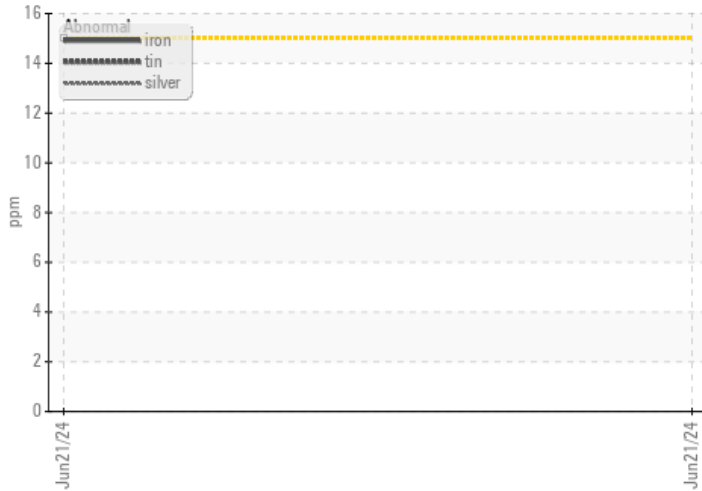 16
14
12
10
8
6
4
2
0
ppm
Abnormal
iron
tin
silver
Jun21/24
Jun21/24